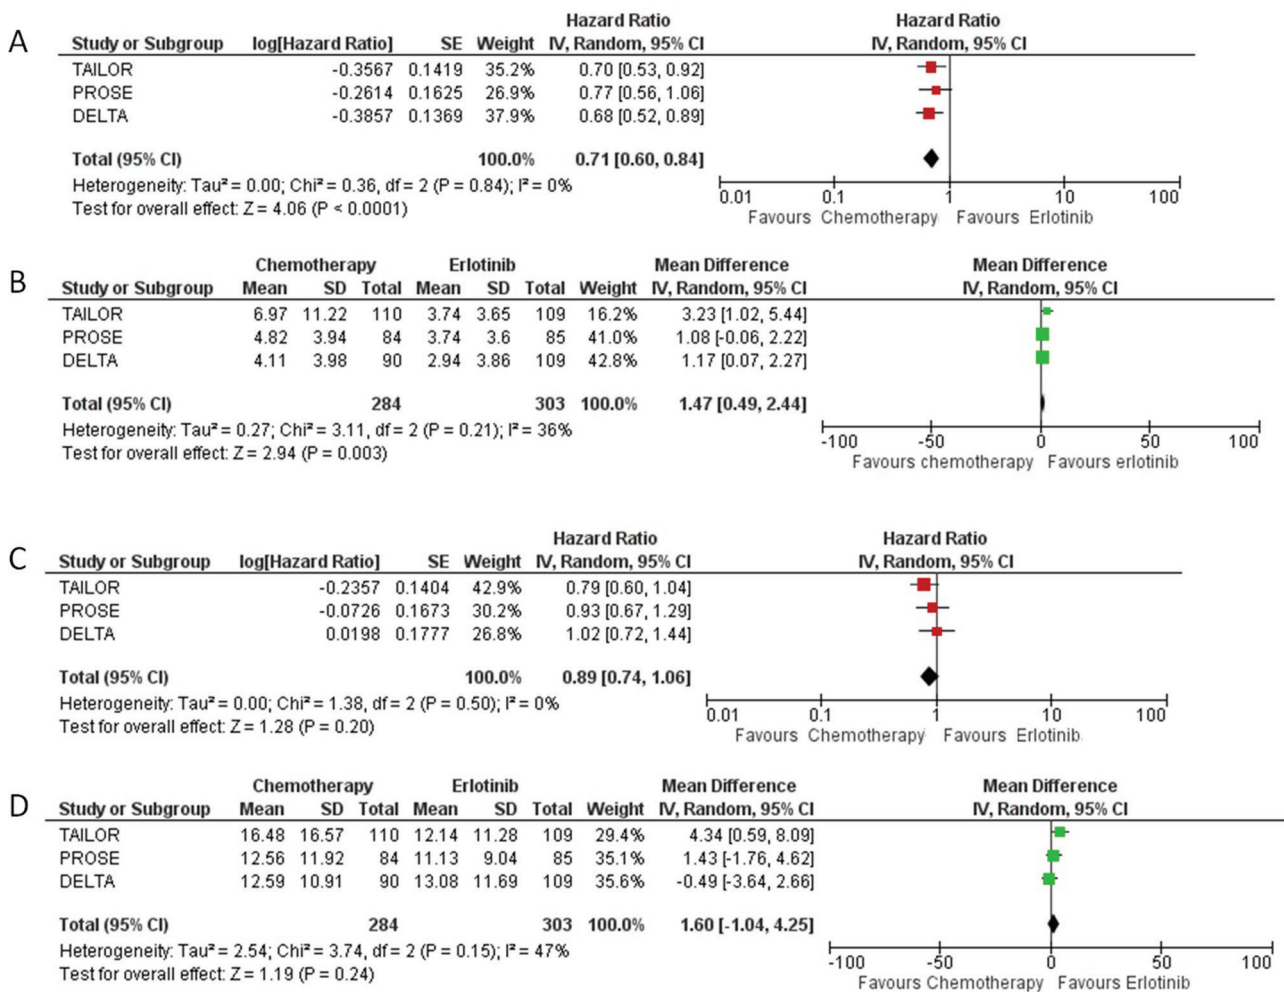 A
Hazard Ratio Hazard Ratio
Study or Subgroup log[Hazard Ratio] SE Weight IV, Random, 95% CI IV, Random, 95% CI
TAILOR -0.3567 0.1419 35.2% 0.70 [0.53, 0.92]
PROSE -0.2614 0.1625 26.9% 0.77 [0.56, 1.06]
DELTA -0.3857 0.1369 37.9% 0.68 [0.52, 0.89]
Total (95% CI) 100.0% 0.71 [0.60, 0.84]
Heterogeneity: Tau² = 0.00; Chi² = 0.36, df = 2 (P = 0.84); I² = 0%
Test for overall effect: Z = 4.06 (P < 0.0001)
0.01 0.1 1 10 100
Favours Chemotherapy Favours Erlotinib
B
Chemotherapy Erlotinib Mean Difference Mean Difference
Study or Subgroup Mean SD Total Mean SD Total Weight IV, Random, 95% CI IV, Random, 95% CI
TAILOR 6.97 11.22 110 3.74 3.65 109 16.2% 3.23 [1.02, 5.44]
PROSE 4.82 3.94 84 3.74 3.6 85 41.0% 1.08 [-0.06, 2.22]
DELTA 4.11 3.98 90 2.94 3.86 109 42.8% 1.17 [0.07, 2.27]
Total (95% CI) 284 303 100.0% 1.47 [0.49, 2.44]
Heterogeneity: Tau² = 0.27; Chi² = 3.11, df = 2 (P = 0.21); I² = 36%
Test for overall effect: Z = 2.94 (P = 0.003)
-100 -50 0 50 100
Favours chemotherapy Favours erlotinib
C
Hazard Ratio Hazard Ratio
Study or Subgroup log[Hazard Ratio] SE Weight IV, Random, 95% CI IV, Random, 95% CI
TAILOR -0.2357 0.1404 42.9% 0.79 [0.60, 1.04]
PROSE -0.0726 0.1673 30.2% 0.93 [0.67, 1.29]
DELTA 0.0198 0.1777 26.8% 1.02 [0.72, 1.44]
Total (95% CI) 100.0% 0.89 [0.74, 1.06]
Heterogeneity: Tau² = 0.00; Chi² = 1.38, df = 2 (P = 0.50); I² = 0%
Test for overall effect: Z = 1.28 (P = 0.20)
0.01 0.1 1 10 100
Favours Chemotherapy Favours Erlotinib
D
Chemotherapy Erlotinib Mean Difference Mean Difference
Study or Subgroup Mean SD Total Mean SD Total Weight IV, Random, 95% CI IV, Random, 95% CI
TAILOR 16.48 16.57 110 12.14 11.28 109 29.4% 4.34 [0.59, 8.09]
PROSE 12.56 11.92 84 11.13 9.04 85 35.1% 1.43 [-1.76, 4.62]
DELTA 12.59 10.91 90 13.08 11.69 109 35.6% -0.49 [-3.64, 2.66]
Total (95% CI) 284 303 100.0% 1.60 [-1.04, 4.25]
Heterogeneity: Tau² = 2.54; Chi² = 3.74, df = 2 (P = 0.15); I² = 47%
Test for overall effect: Z = 1.19 (P = 0.24)
-100 -50 0 50 100
Favours Chemotherapy Favours Erlotinib